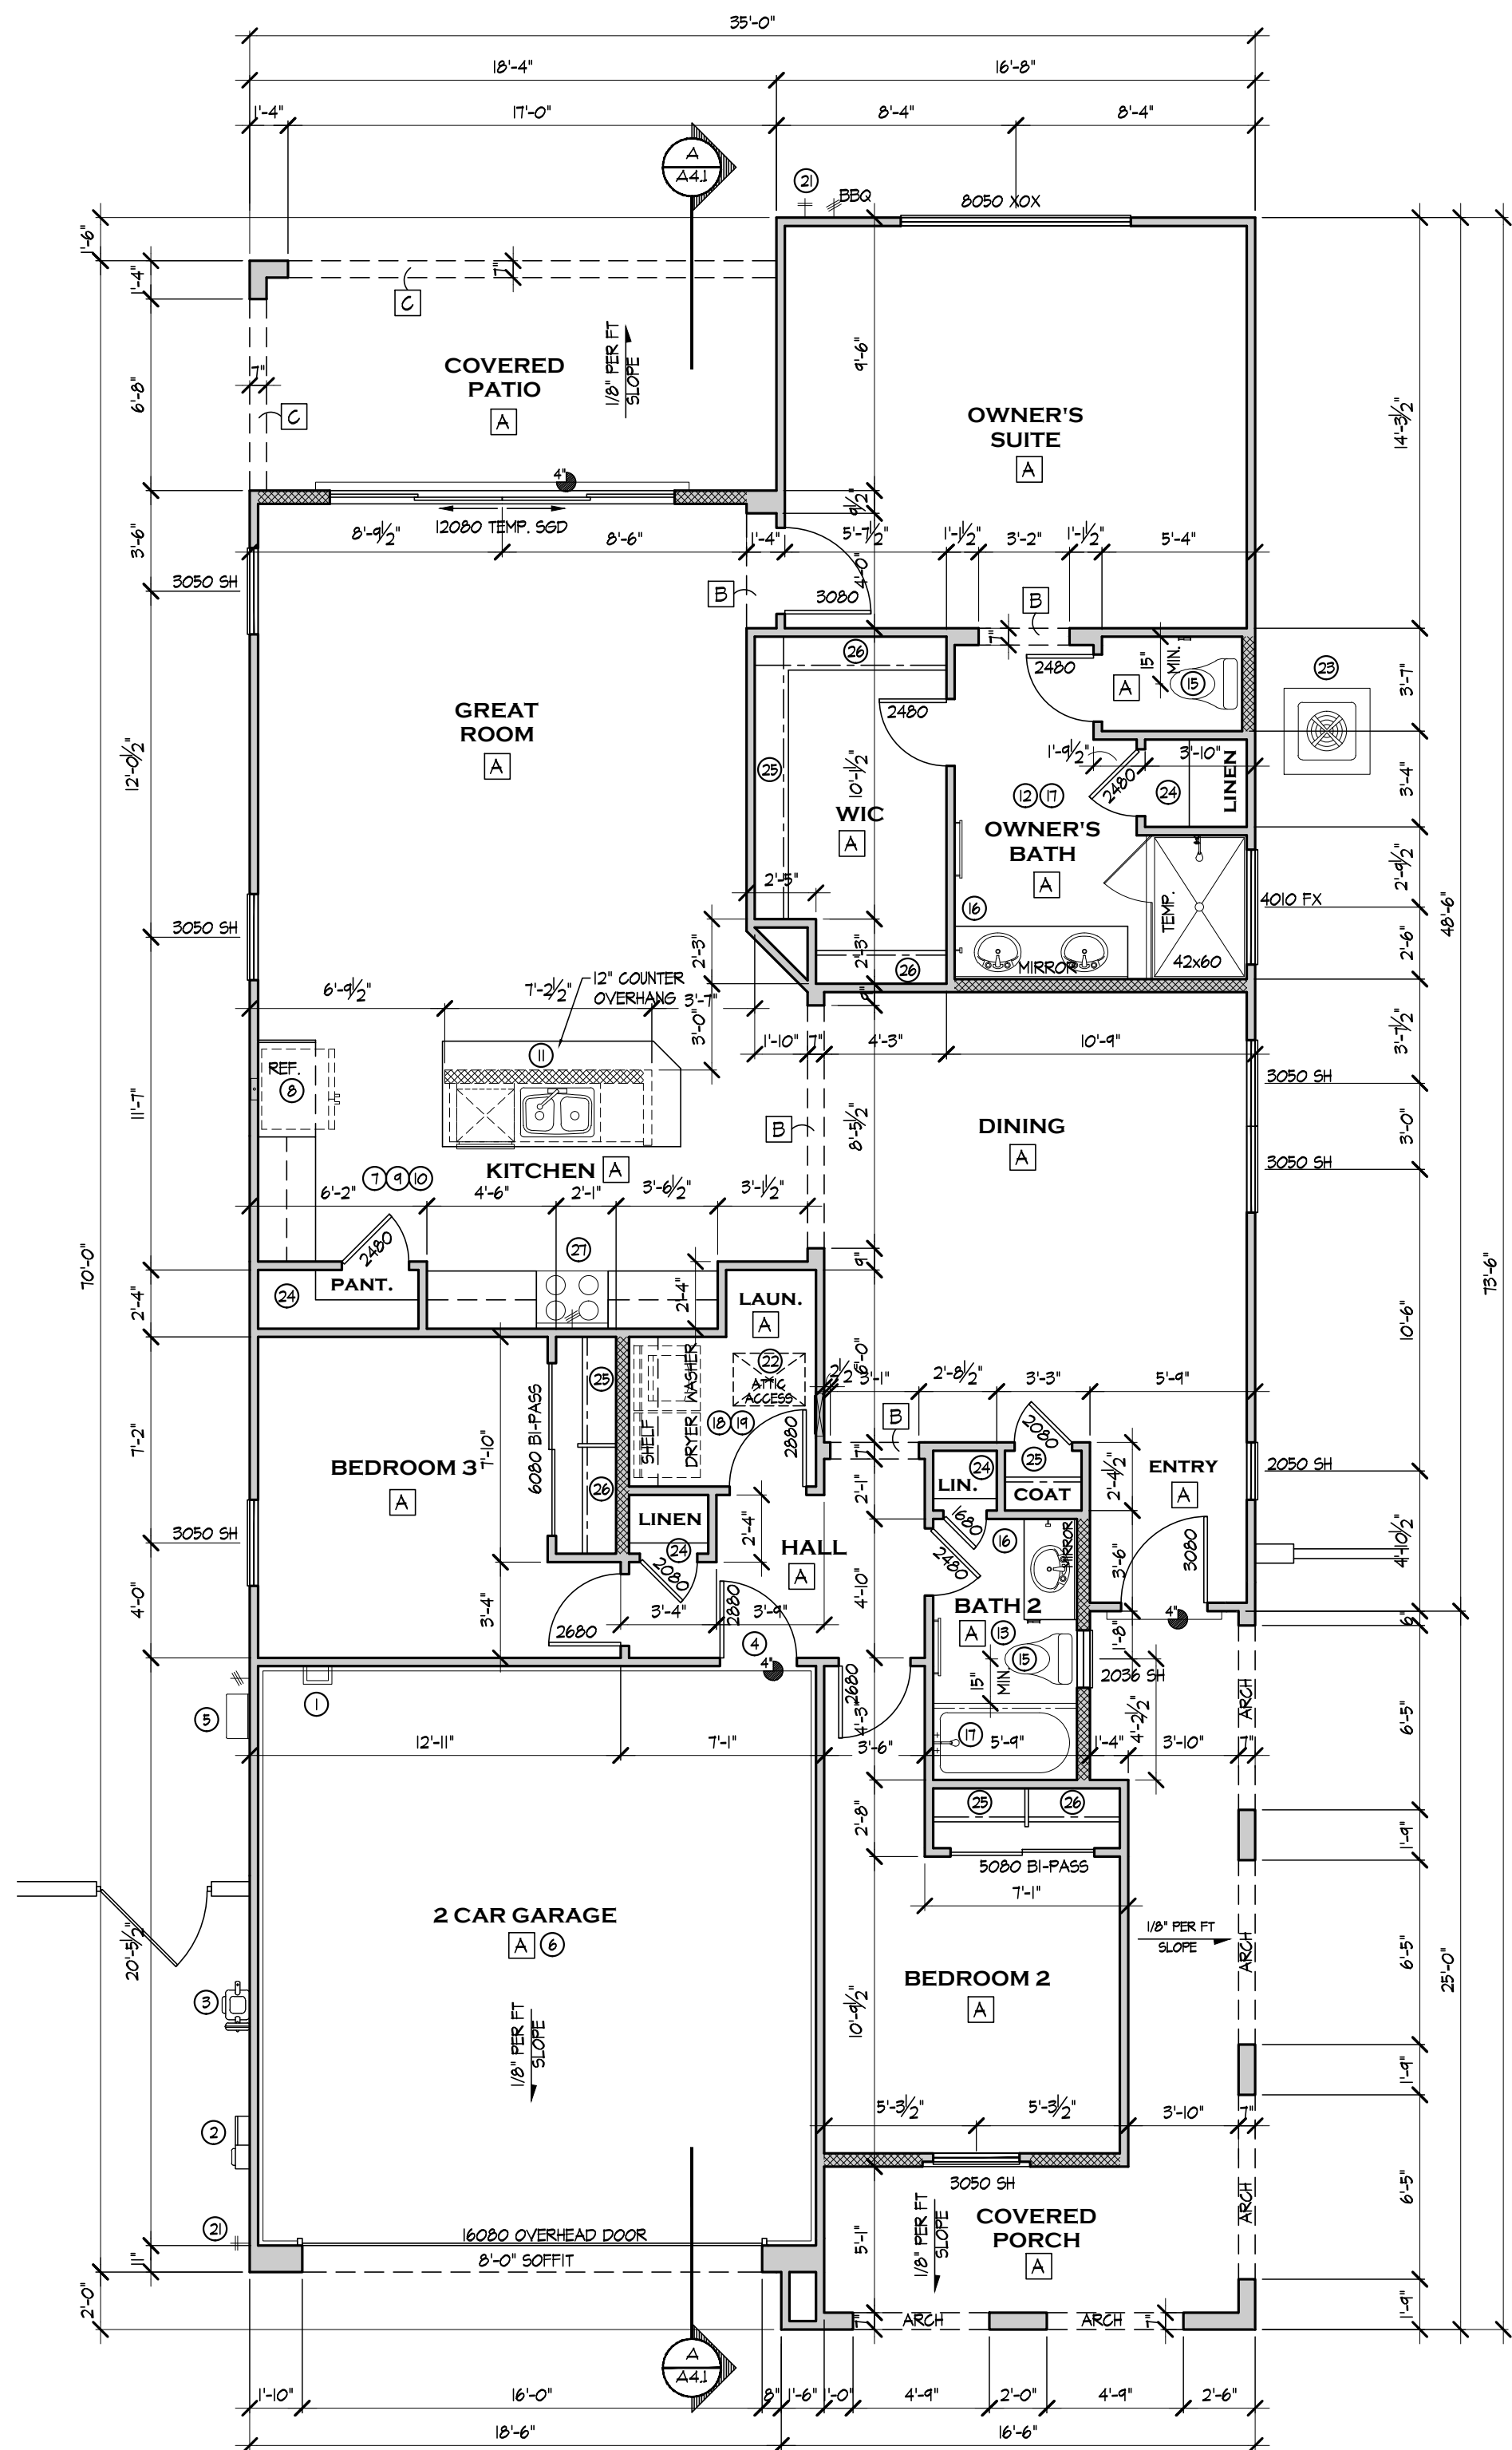 35'-0"
18'-4" 16'-8"
1'-4" 17'-0" 8'-4" 8'-4"
A
A4.1
21
BBQ
8050 XOX
1'-6"
1'-4"
7"
C
COVERED
PATIO
A
1/8" PER FT
SLOPE
6'-8"
7"
C
9'-6"
OWNER'S
SUITE
A
14'-3 1/2"
4"
12080 TEMP. SGD
9 1/2"
3'-6"
8'-9 1/2" 8'-6" 1'-4" 5'-7 1/2" 1'-1 1/2" 3'-2" 1'-1 1/2" 5'-4"
4'-0"
3050 SH
B
3080
B
7"
26
2480
15"
MIN.
15
A
23
3'-7"
GREAT
ROOM
A
2480
12'-0 1/2"
25
10'-1 1/2"
WIC
A
1'-9 1/2" 3'-10"
2480
24
LINEN
3'-4"
12 17
OWNER'S
BATH
A
2'-9 1/2"
48'-6"
2'-5"
16
TEMP.
4010 FX
3050 SH
2'-3"
2'-3"
26
MIRROR
42x60
2'-6"
6'-9 1/2" 7'-2 1/2"
12" COUNTER
OVERHANG
3'-7"
9"
3'-0"
3'-7 1/2"
11
1'-10" 7" 4'-3" 10'-9"
REF.
8
3050 SH
11'-7"
B
8'-5 1/2"
DINING
A
3'-0"
KITCHEN A
3050 SH
7 9 10
6'-2" 4'-6" 2'-1" 3'-6 1/2" 3'-1 1/2"
2480
27
9"
70'-0"
73'-6"
24
PANT.
2'-4"
2'-4"
LAUN.
A
10'-6"
22
ATTIC
ACCESS
6'-0"
2 1/2" 3'-1" 2'-8 1/2" 3'-3" 5'-9"
25
WASHER
DRYER
SHELF
18 19
2880
B
2080
7'-2"
7'-10"
6080 BI-PASS
BEDROOM 3
A
26
7"
24
LIN.
25
COAT
2'-4 1/2"
ENTRY
A
2050 SH
2'-1"
LINEN
24
2'-4"
1680
3050 SH
HALL
A
2480
16
MIRROR
3080
4'-10 1/2"
3'-6"
2080
4'-0"
3'-4"
2680
3'-4" 3'-9"
2880
4'-10"
BATH 2
A 13
4"
6"
1'-8"
4
4"
15
15"
MIN.
2036 SH
2680
1
5
4'-3"
4'-2 1/2"
ARCH
6'-5"
12'-11" 7'-1" 3'-6" 5'-9" 1'-4" 3'-10" 7"
17
25 26
2'-8"
1'-9"
5080 BI-PASS
7'-1"
2 CAR GARAGE
A 6
20'-5 1/2"
1/8" PER FT
SLOPE
ARCH
6'-5"
25'-0"
BEDROOM 2
A
3
1/8" PER FT
SLOPE
10'-9 1/2"
1'-9"
5'-3 1/2" 5'-3 1/2" 3'-10" 7"
2
3050 SH
ARCH
6'-5"
COVERED
PORCH
A
1/8" PER FT
SLOPE
5'-1"
21
16080 OVERHEAD DOOR
8'-0" SOFFIT
11"
2'-0"
7"
ARCH ARCH
7"
1'-9"
A
A4.1
1'-10" 16'-0" 8" 1'-6" 1'-0" 4'-9" 2'-0" 4'-9" 2'-6"
18'-6" 16'-6"